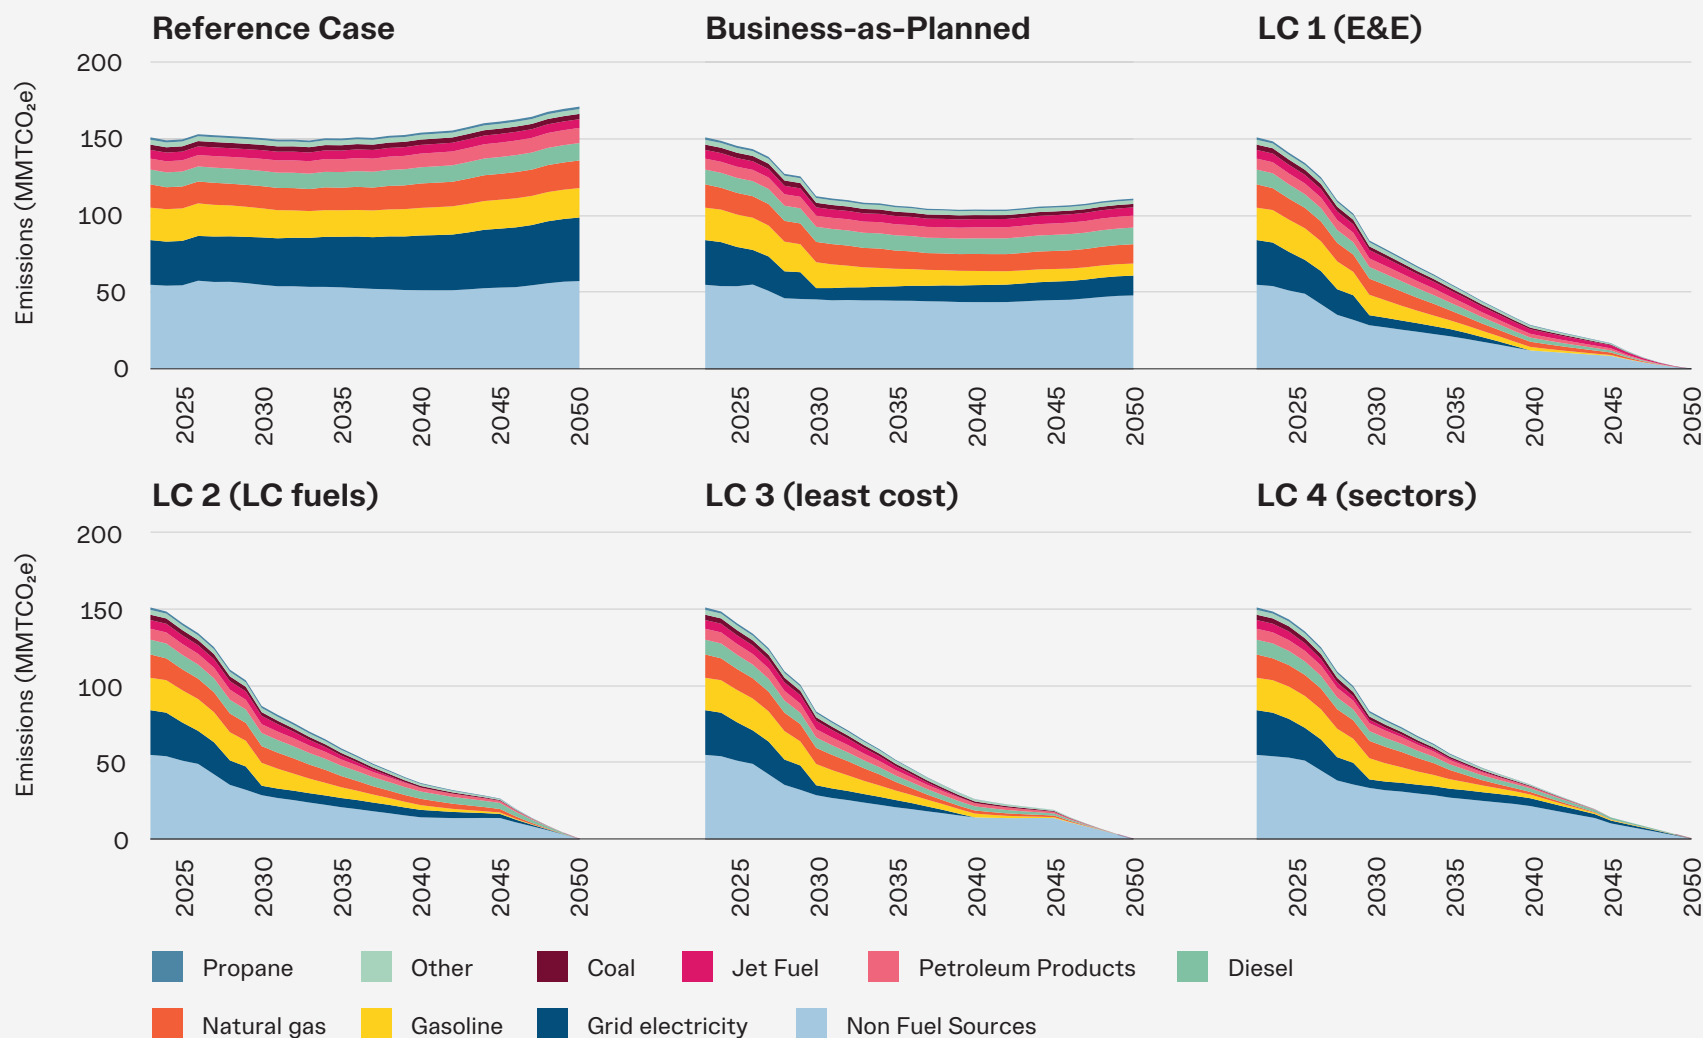 Reference Case
Business-as-Planned
LC 1 (E&E)
Emissions (MMTCO₂e)
200
150
100
50
0
2025 2030 2035 2040 2045 2050
2025 2030 2035 2040 2045 2050
2025 2030 2035 2040 2045 2050
LC 2 (LC fuels)
LC 3 (least cost)
LC 4 (sectors)
Emissions (MMTCO₂e)
200
150
100
50
0
2025 2030 2035 2040 2045 2050
2025 2030 2035 2040 2045 2050
2025 2030 2035 2040 2045 2050
Propane Other Coal Jet Fuel Petroleum Products Diesel
Natural gas Gasoline Grid electricity Non Fuel Sources